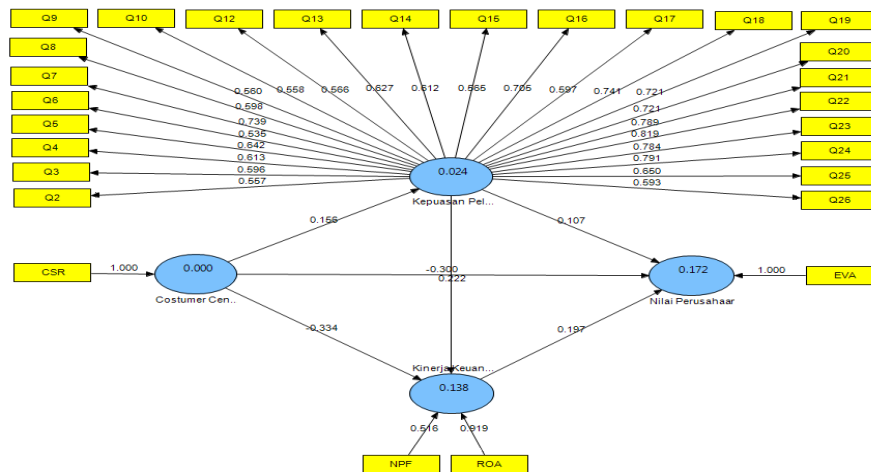 Q9
Q10
Q12
Q13
Q14
Q15
Q16
Q17
Q18
Q19
Q8
Q20
Q7
Q21
Q6
Q22
Q5
Q23
Q4
Q24
Q3
Q25
Q2
Q26
0.560
0.558
0.566
0.627
0.612
0.565
0.705
0.597
0.741
0.721
0.598
0.721
0.739
0.789
0.535
0.819
0.642
0.784
0.613
0.791
0.596
0.650
0.557
0.593
0.024
Kepuasan Pel...
0.155
0.107
CSR
1.000
0.000
Costumer Cen...
-0.300
0.222
0.172
Nilai Perusahaar
1.000
EVA
-0.334
0.197
Kinerja Keuan...
0.138
0.516
0.919
NPF
ROA